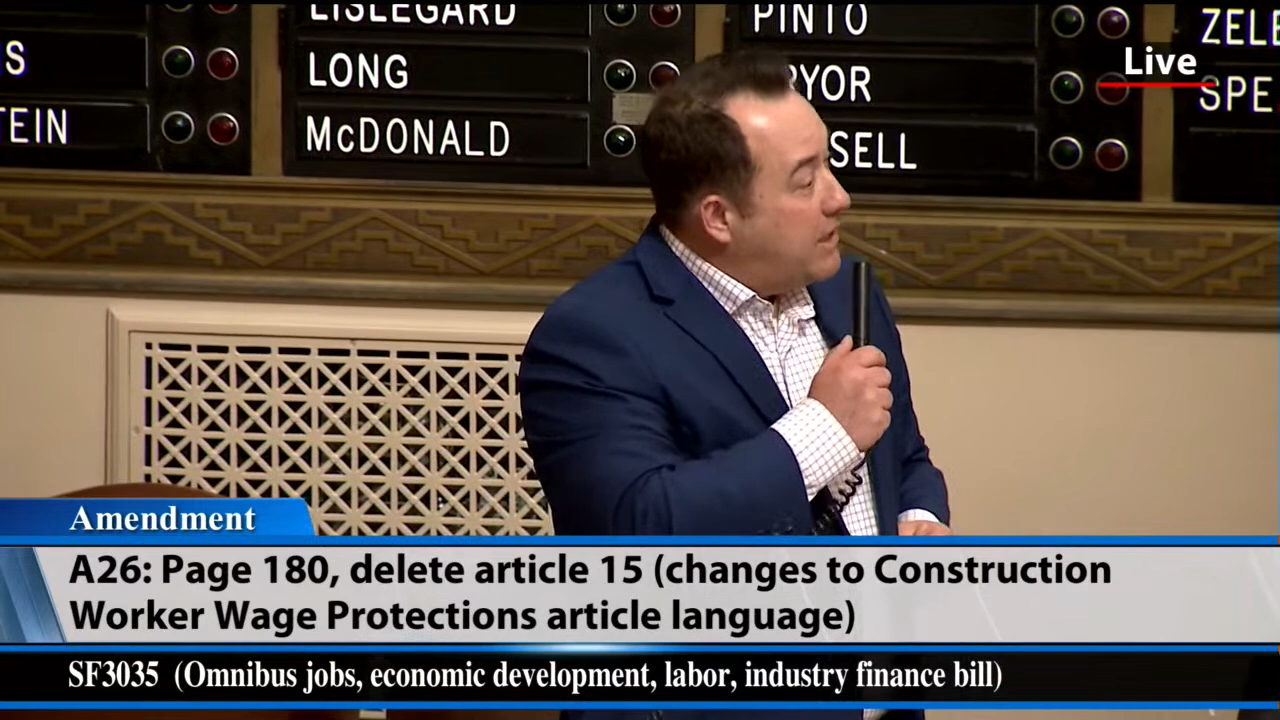 LISLEGARD
PINTO
S
LONG
PRYOR
TEIN
McDONALD
SELL
ZELE
SPE
Live
Amendment
A26: Page 180, delete article 15 (changes to Construction
Worker Wage Protections article language)
SF3035 (Omnibus jobs, economic development, labor, industry finance bill)